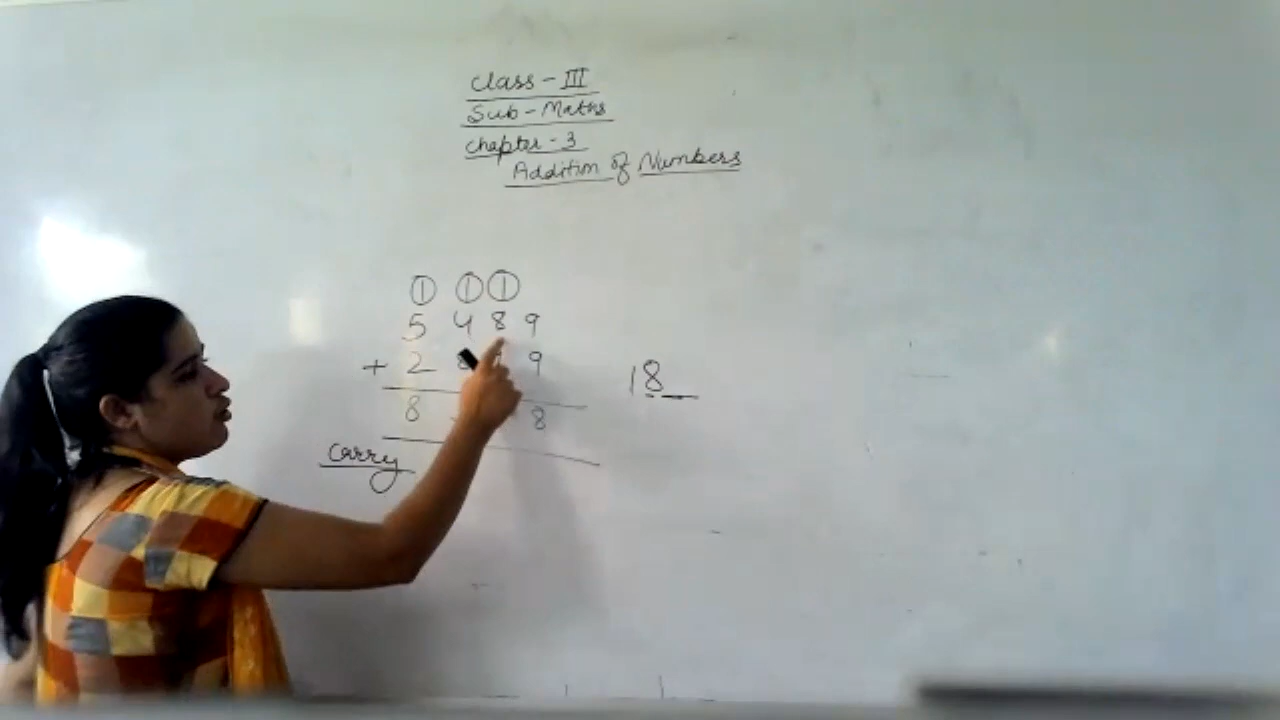 Class - III
Sub - Maths
Chapter - 3
Addition of Numbers
1 1 1
5 4 8 9
+ 2 8 9
18
8 8
Carry